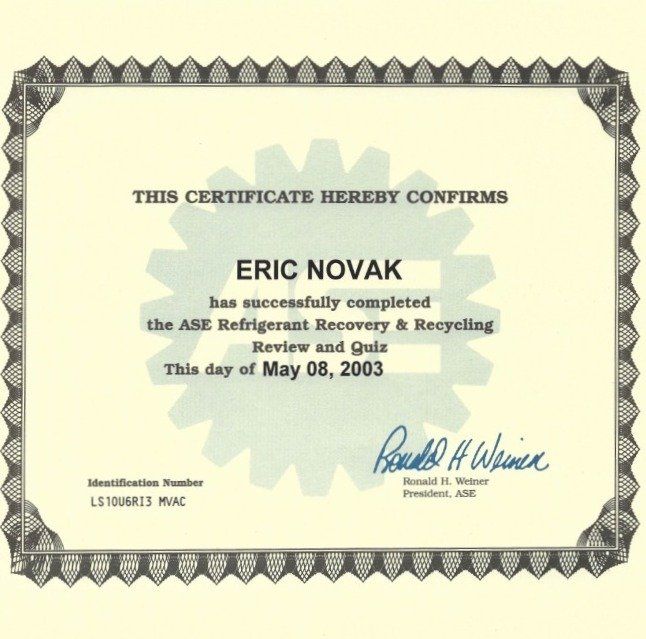 THIS CERTIFICATE HEREBY CONFIRMS
ERIC NOVAK
has successfully completed
the ASE Refrigerant Recovery & Recycling
Review and Quiz
This day of May 08, 2003
ASE
Ronald H Weiner
Ronald H. Weiner
President, ASE
Identification Number
LS10U6RI3 MVAC